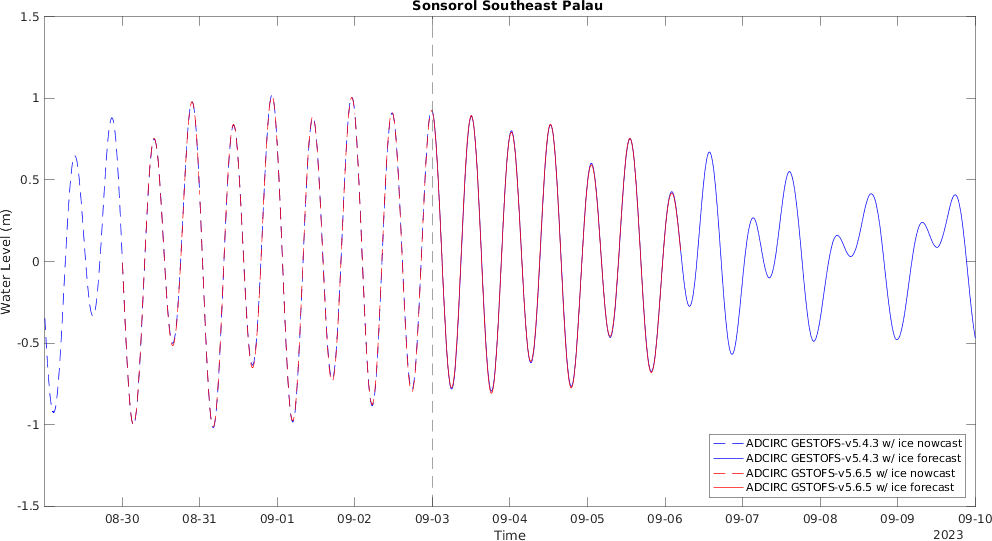 Sonsorol Southeast Palau
1.5
1
0.5
0
-0.5
-1
-1.5
Water Level (m)
08-30 08-31 09-01 09-02 09-03 09-04 09-05 09-06 09-07 09-08 09-09 09-10
Time
2023
ADCIRC GESTOFS-v5.4.3 w/ ice nowcast
ADCIRC GESTOFS-v5.4.3 w/ ice forecast
ADCIRC GSTOFS-v5.6.5 w/ ice nowcast
ADCIRC GSTOFS-v5.6.5 w/ ice forecast